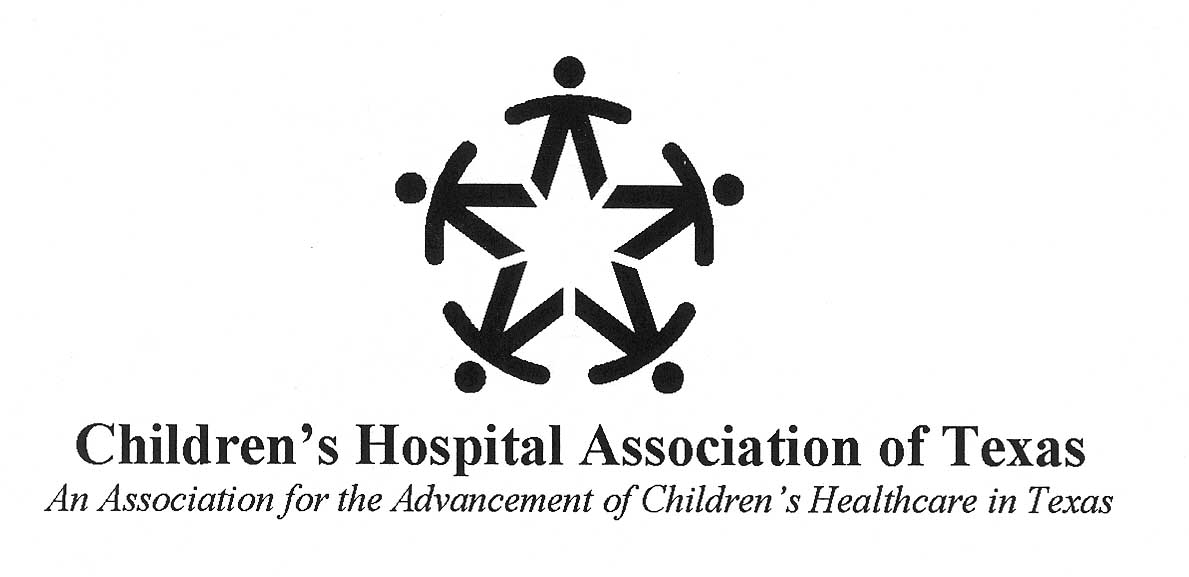 Children’s Hospital Association of Texas
An Association for the Advancement of Children’s Healthcare in Texas